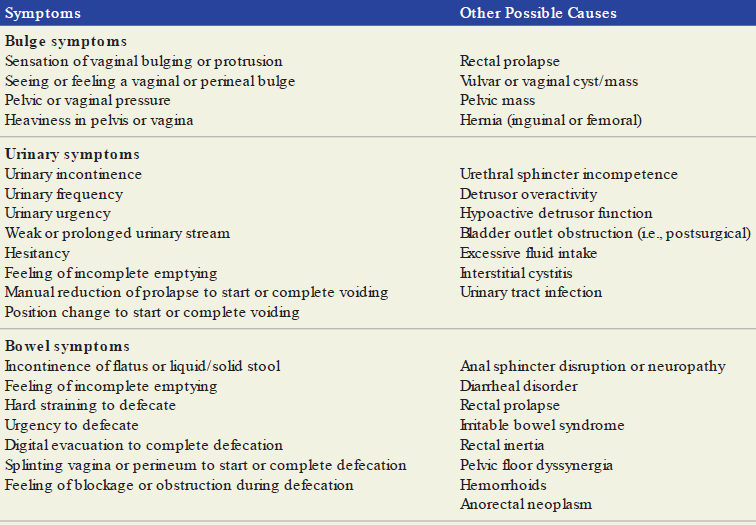 Symptoms Other Possible Causes
Bulge symptoms
Sensation of vaginal bulging or protrusion Rectal prolapse
Seeing or feeling a vaginal or perineal bulge Vulvar or vaginal cyst/mass
Pelvic or vaginal pressure Pelvic mass
Heaviness in pelvis or vagina Hernia (inguinal or femoral)
Urinary symptoms
Urinary incontinence Urethral sphincter incompetence
Urinary frequency Detrusor overactivity
Urinary urgency Hypoactive detrusor function
Weak or prolonged urinary stream Bladder outlet obstruction (i.e., postsurgical)
Hesitancy Excessive fluid intake
Feeling of incomplete emptying Interstitial cystitis
Manual reduction of prolapse to start or complete voiding Urinary tract infection
Position change to start or complete voiding
Bowel symptoms
Incontinence of flatus or liquid/solid stool Anal sphincter disruption or neuropathy
Feeling of incomplete emptying Diarrheal disorder
Hard straining to defecate Rectal prolapse
Urgency to defecate Irritable bowel syndrome
Digital evacuation to complete defecation Rectal inertia
Splinting vagina or perineum to start or complete defecation Pelvic floor dyssynergia
Feeling of blockage or obstruction during defecation Hemorrhoids
Anorectal neoplasm